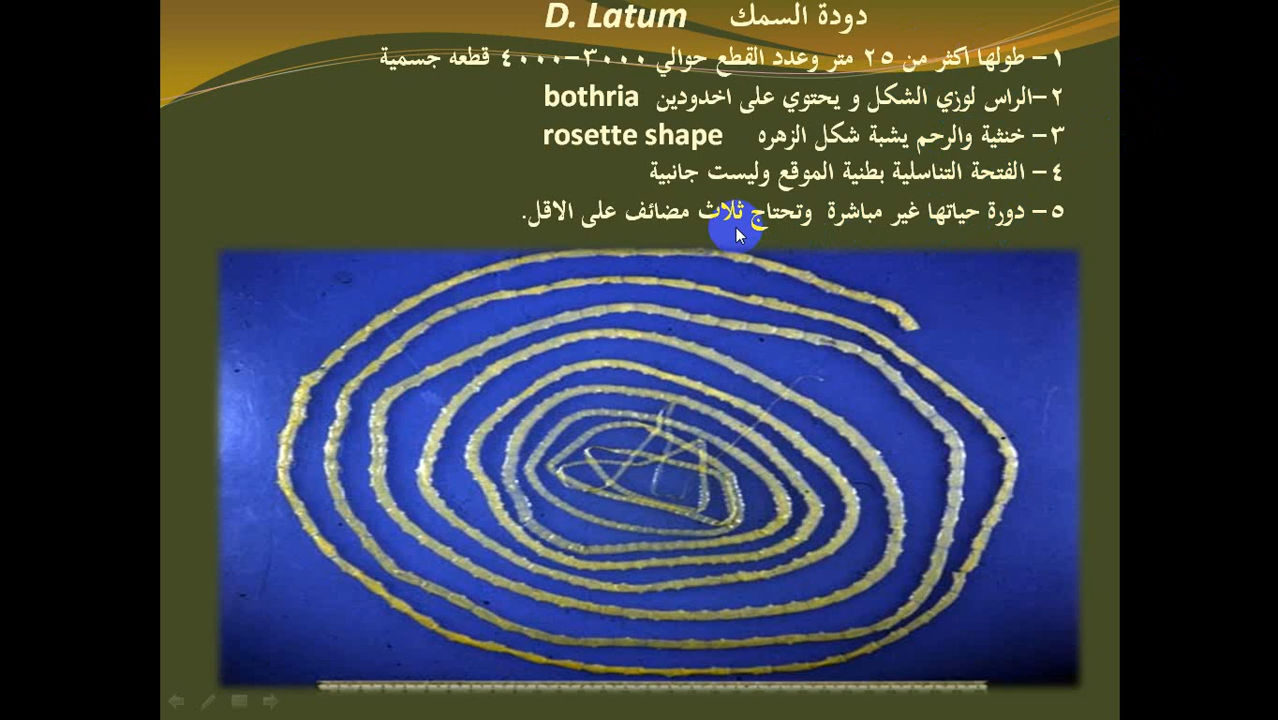 دودة السمك D. Latum
١- طولها اكثر من ٢٥ متر وعدد القطع حوالي ٣٠٠٠-٤٠٠٠ قطعه جسمية
٢-الراس لوزي الشكل و يحتوي على اخدودين bothria
٣- خنثية والرحم يشبة شكل الزهره rosette shape
٤- الفتحة التناسلية بطنية الموقع وليست جانبية
٥- دورة حياتها غير مباشرة وتحتاج ثلاث مضائف على الاقل.